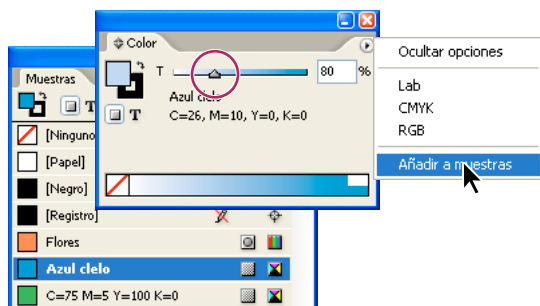 Color
T 80 %
Azul cielo
T C=26, M=10, Y=0, K=0
Ocultar opciones
Lab
CMYK
RGB
Añadir a muestras
Muestras
T
[Ninguno
[Papel]
[Negro]
[Registro]
Flores
Azul cielo
C=75 M=5 Y=100 K=0